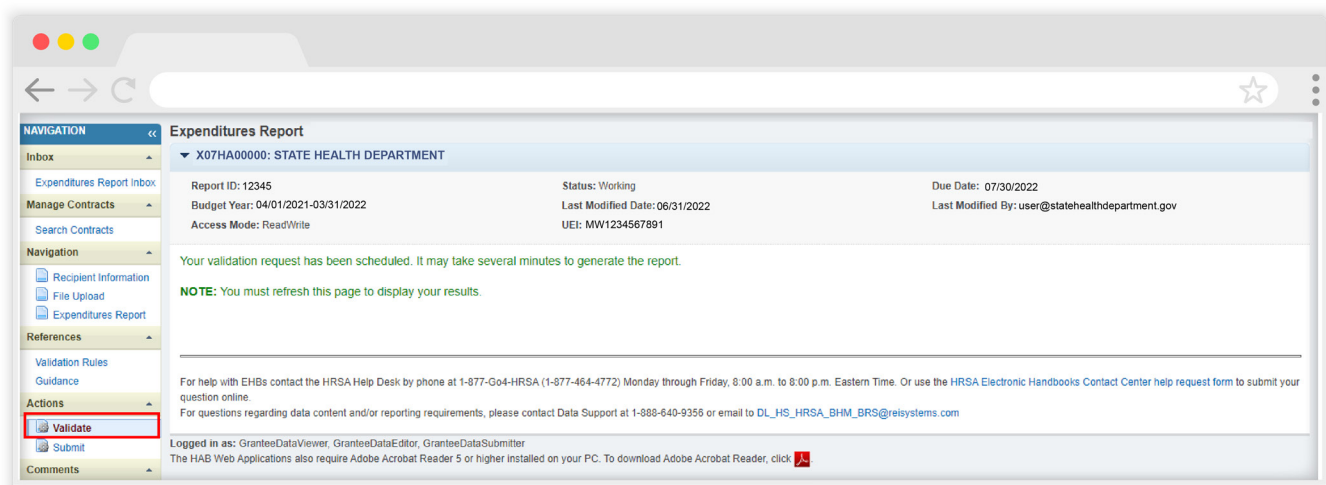 NAVIGATION «
Inbox
Expenditures Report Inbox
Manage Contracts
Search Contracts
Navigation
Recipient Information
File Upload
Expenditures Report
References
Validation Rules
Guidance
Actions
Validate
Submit
Comments
Expenditures Report
X07HA00000: STATE HEALTH DEPARTMENT
Report ID: 12345 Status: Working Due Date: 07/30/2022
Budget Year: 04/01/2021-03/31/2022 Last Modified Date: 06/31/2022 Last Modified By: user@statehealthdepartment.gov
Access Mode: ReadWrite UEI: MW1234567891
Your validation request has been scheduled. It may take several minutes to generate the report.
NOTE: You must refresh this page to display your results.
For help with EHBs contact the HRSA Help Desk by phone at 1-877-Go4-HRSA (1-877-464-4772) Monday through Friday, 8:00 a.m. to 8:00 p.m. Eastern Time. Or use the HRSA Electronic Handbooks Contact Center help request form to submit your
question online.
For questions regarding data content and/or reporting requirements, please contact Data Support at 1-888-640-9356 or email to DL_HS_HRSA_BHM_BRS@reisystems.com
Logged in as: GranteeDataViewer, GranteeDataEditor, GranteeDataSubmitter
The HAB Web Applications also require Adobe Acrobat Reader 5 or higher installed on your PC. To download Adobe Acrobat Reader, click .